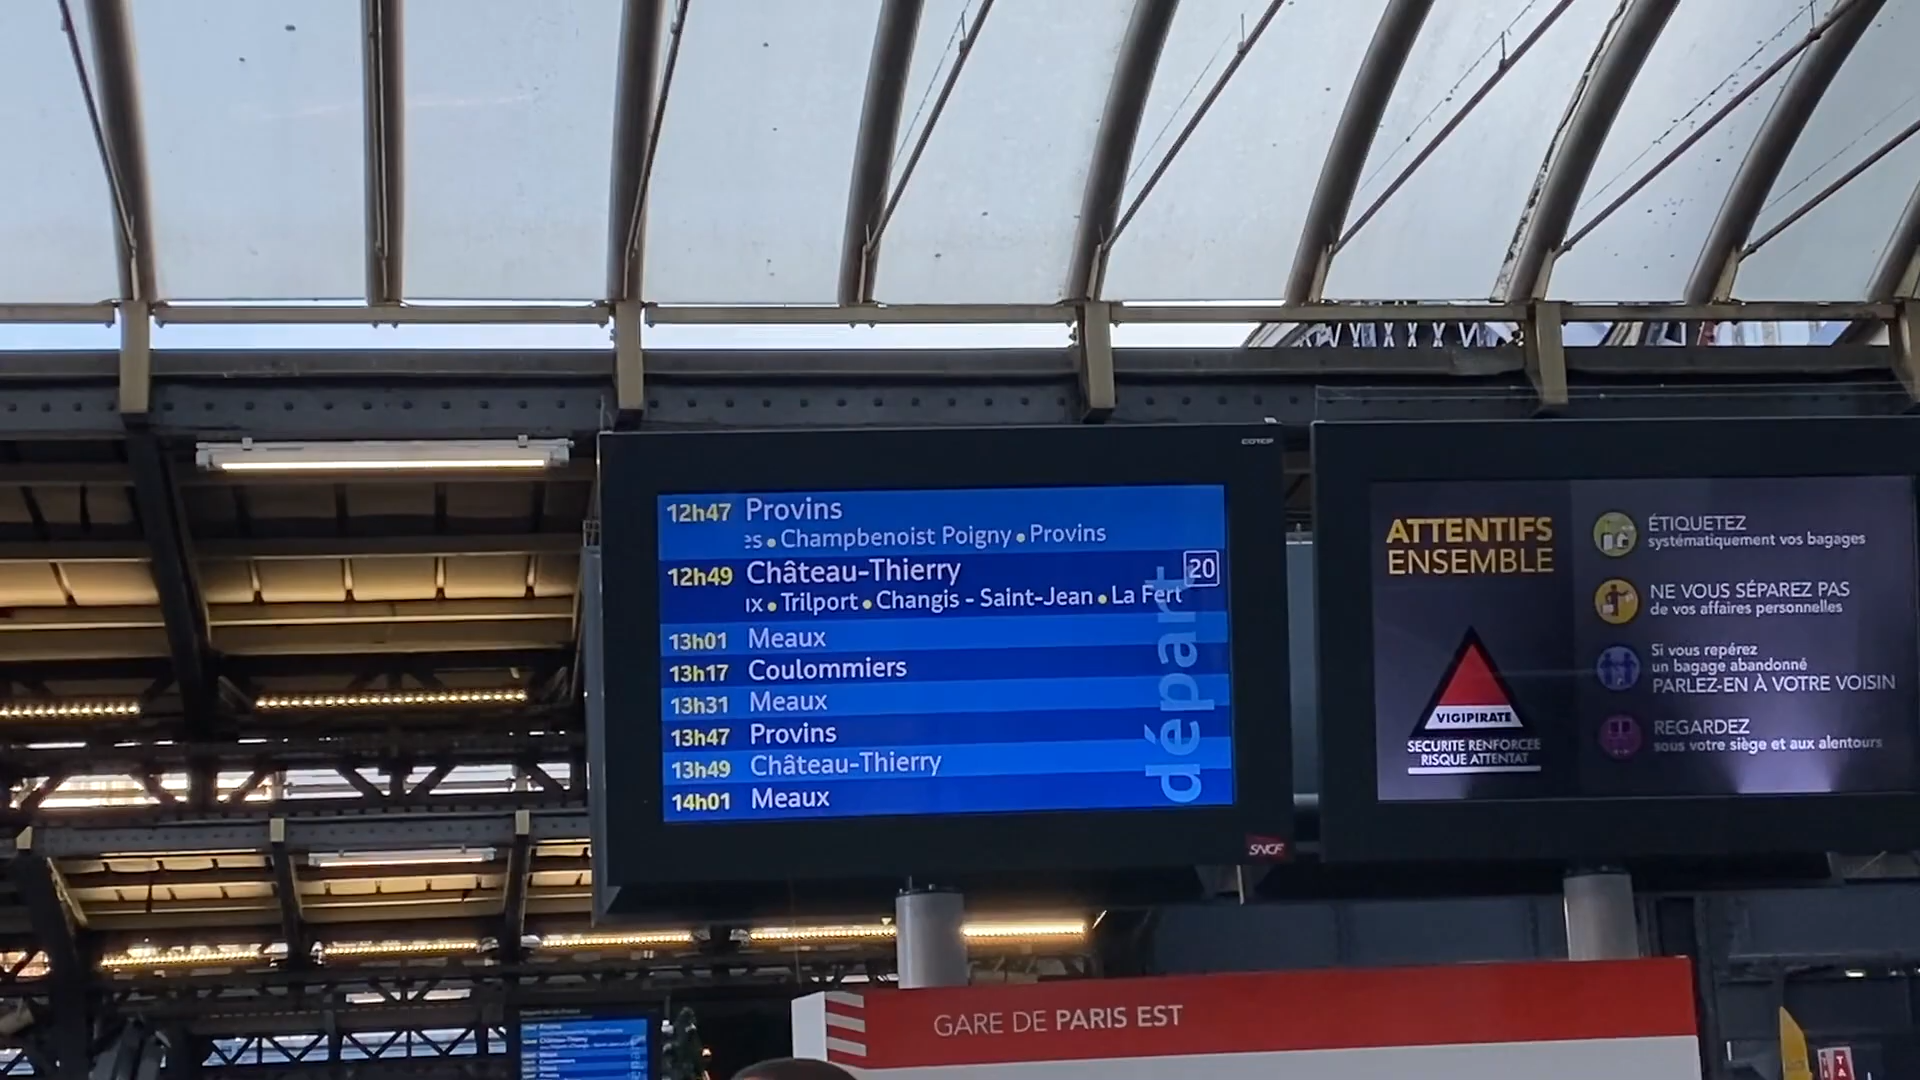 12h47 Provins
es • Champbenoist Poigny • Provins
12h49 Château-Thierry 20
ux • Trilport • Changis - Saint-Jean • La Fert
13h01 Meaux
13h17 Coulommiers
13h31 Meaux
13h47 Provins
13h49 Château-Thierry
14h01 Meaux
départ
SNCF
ATTENTIFS
ENSEMBLE
VIGIPIRATE
SECURITE RENFORCEE
RISQUE ATTENTAT
ÉTIQUETEZ
systématiquement vos bagages
NE VOUS SÉPAREZ PAS
de vos affaires personnelles
Si vous repérez
un bagage abandonné
PARLEZ-EN À VOTRE VOISIN
REGARDEZ
sous votre siège et aux alentours
GARE DE PARIS EST